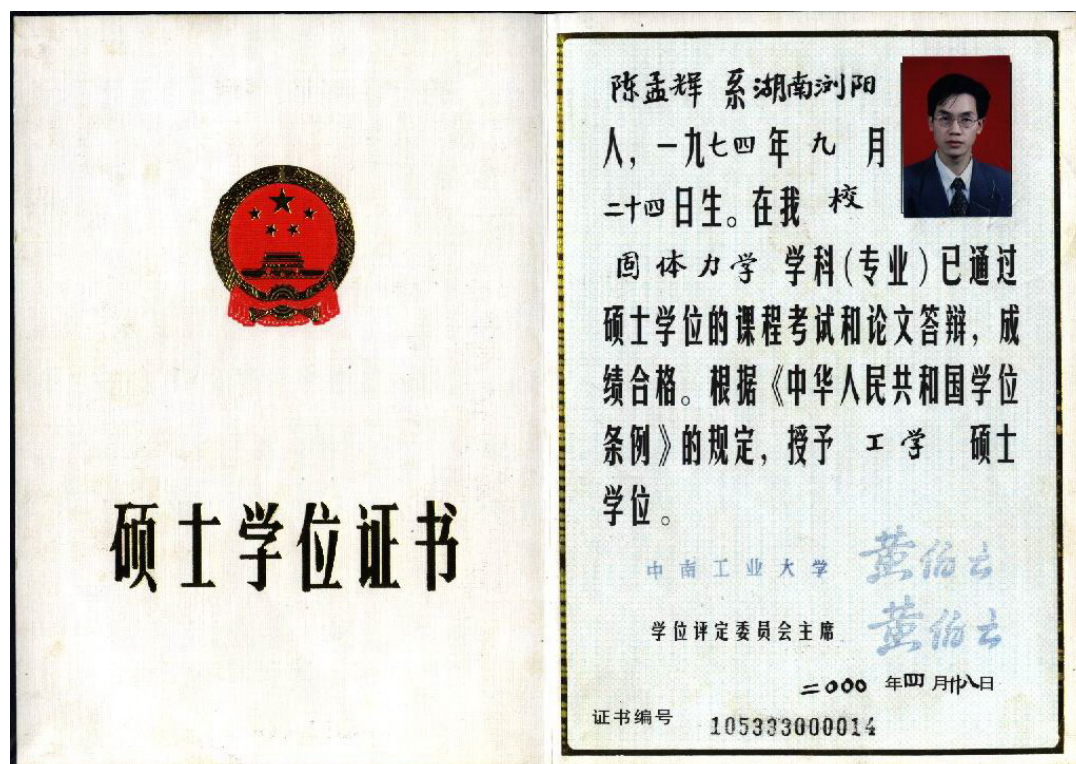 硕士学位证书
陈孟辉 系湖南浏阳
人，一九七四年 九 月
二十四日生。在我 校
固体力学 学科（专业）已通过
硕士学位的课程考试和论文答辩，成
绩合格。根据《中华人民共和国学位
条例》的规定，授予 工学 硕士
学位。
中南工业大学 黄伯云
学位评定委员会主席 黄伯云
二000 年四月廿八日
证书编号 105333000014